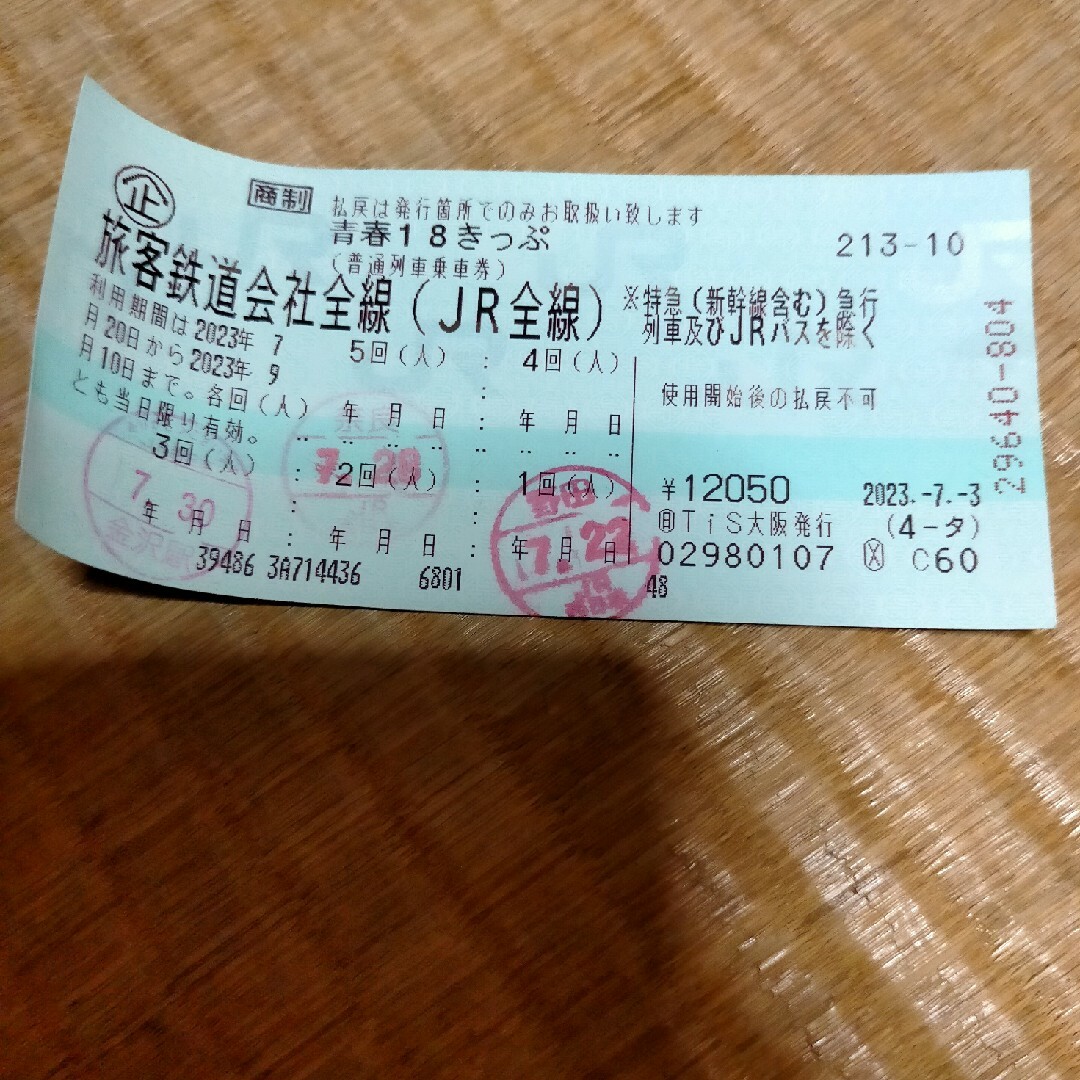 企
商制
払戻は発行箇所でのみお取扱い致します
青春18きっぷ
213-10
(普通列車乗車券)
旅客鉄道会社全線(JR全線)
※特急(新幹線含む)急行
列車及びJRバスを除く
利用期間は2023年 7
月20日から2023年 9
月10日まで。各回(人)
とも当日限り有効。
5回(人) : 4回(人)
年 月 日 : 年 月 日
3回(人) : 2回(人) : 1回(人)
年 月 日 : 年 月 日 : 年 月 日
7. 30
金沢
7. 28
JR
7. 22
使用開始後の払戻不可
¥12050
2023.-7.-3
TiS大阪発行
(4-タ)
02980107
C60
29640-804
39486 3A714436
6801
48